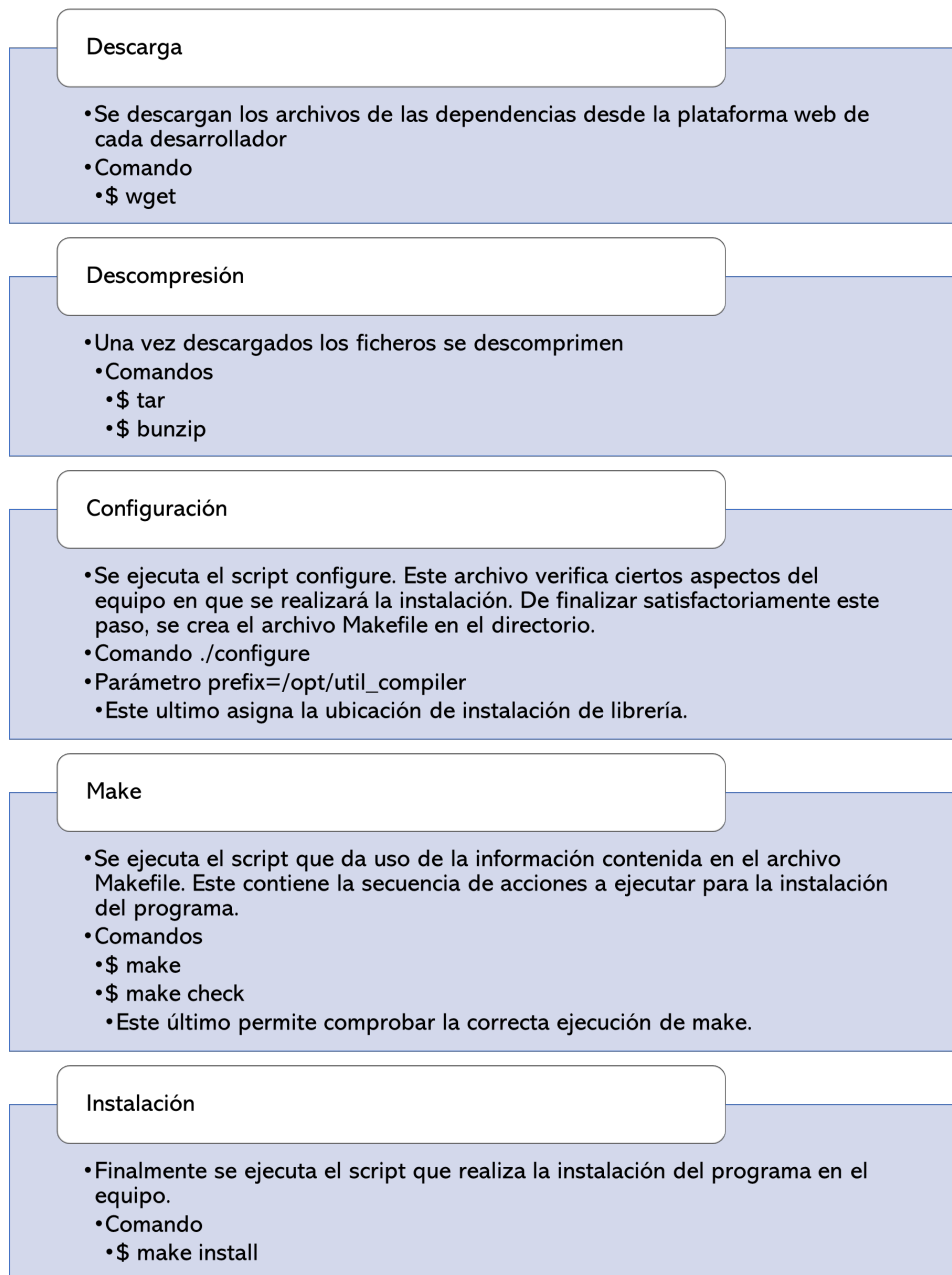 Descarga
•Se descargan los archivos de las dependencias desde la plataforma web de
cada desarrollador
•Comando
•$ wget
Descompresión
•Una vez descargados los ficheros se descomprimen
•Comandos
•$ tar
•$ bunzip
Configuración
•Se ejecuta el script configure. Este archivo verifica ciertos aspectos del
equipo en que se realizará la instalación. De finalizar satisfactoriamente este
paso, se crea el archivo Makefile en el directorio.
•Comando ./configure
•Parámetro prefix=/opt/util_compiler
•Este ultimo asigna la ubicación de instalación de librería.
Make
•Se ejecuta el script que da uso de la información contenida en el archivo
Makefile. Este contiene la secuencia de acciones a ejecutar para la instalación
del programa.
•Comandos
•$ make
•$ make check
•Este último permite comprobar la correcta ejecución de make.
Instalación
•Finalmente se ejecuta el script que realiza la instalación del programa en el
equipo.
•Comando
•$ make install